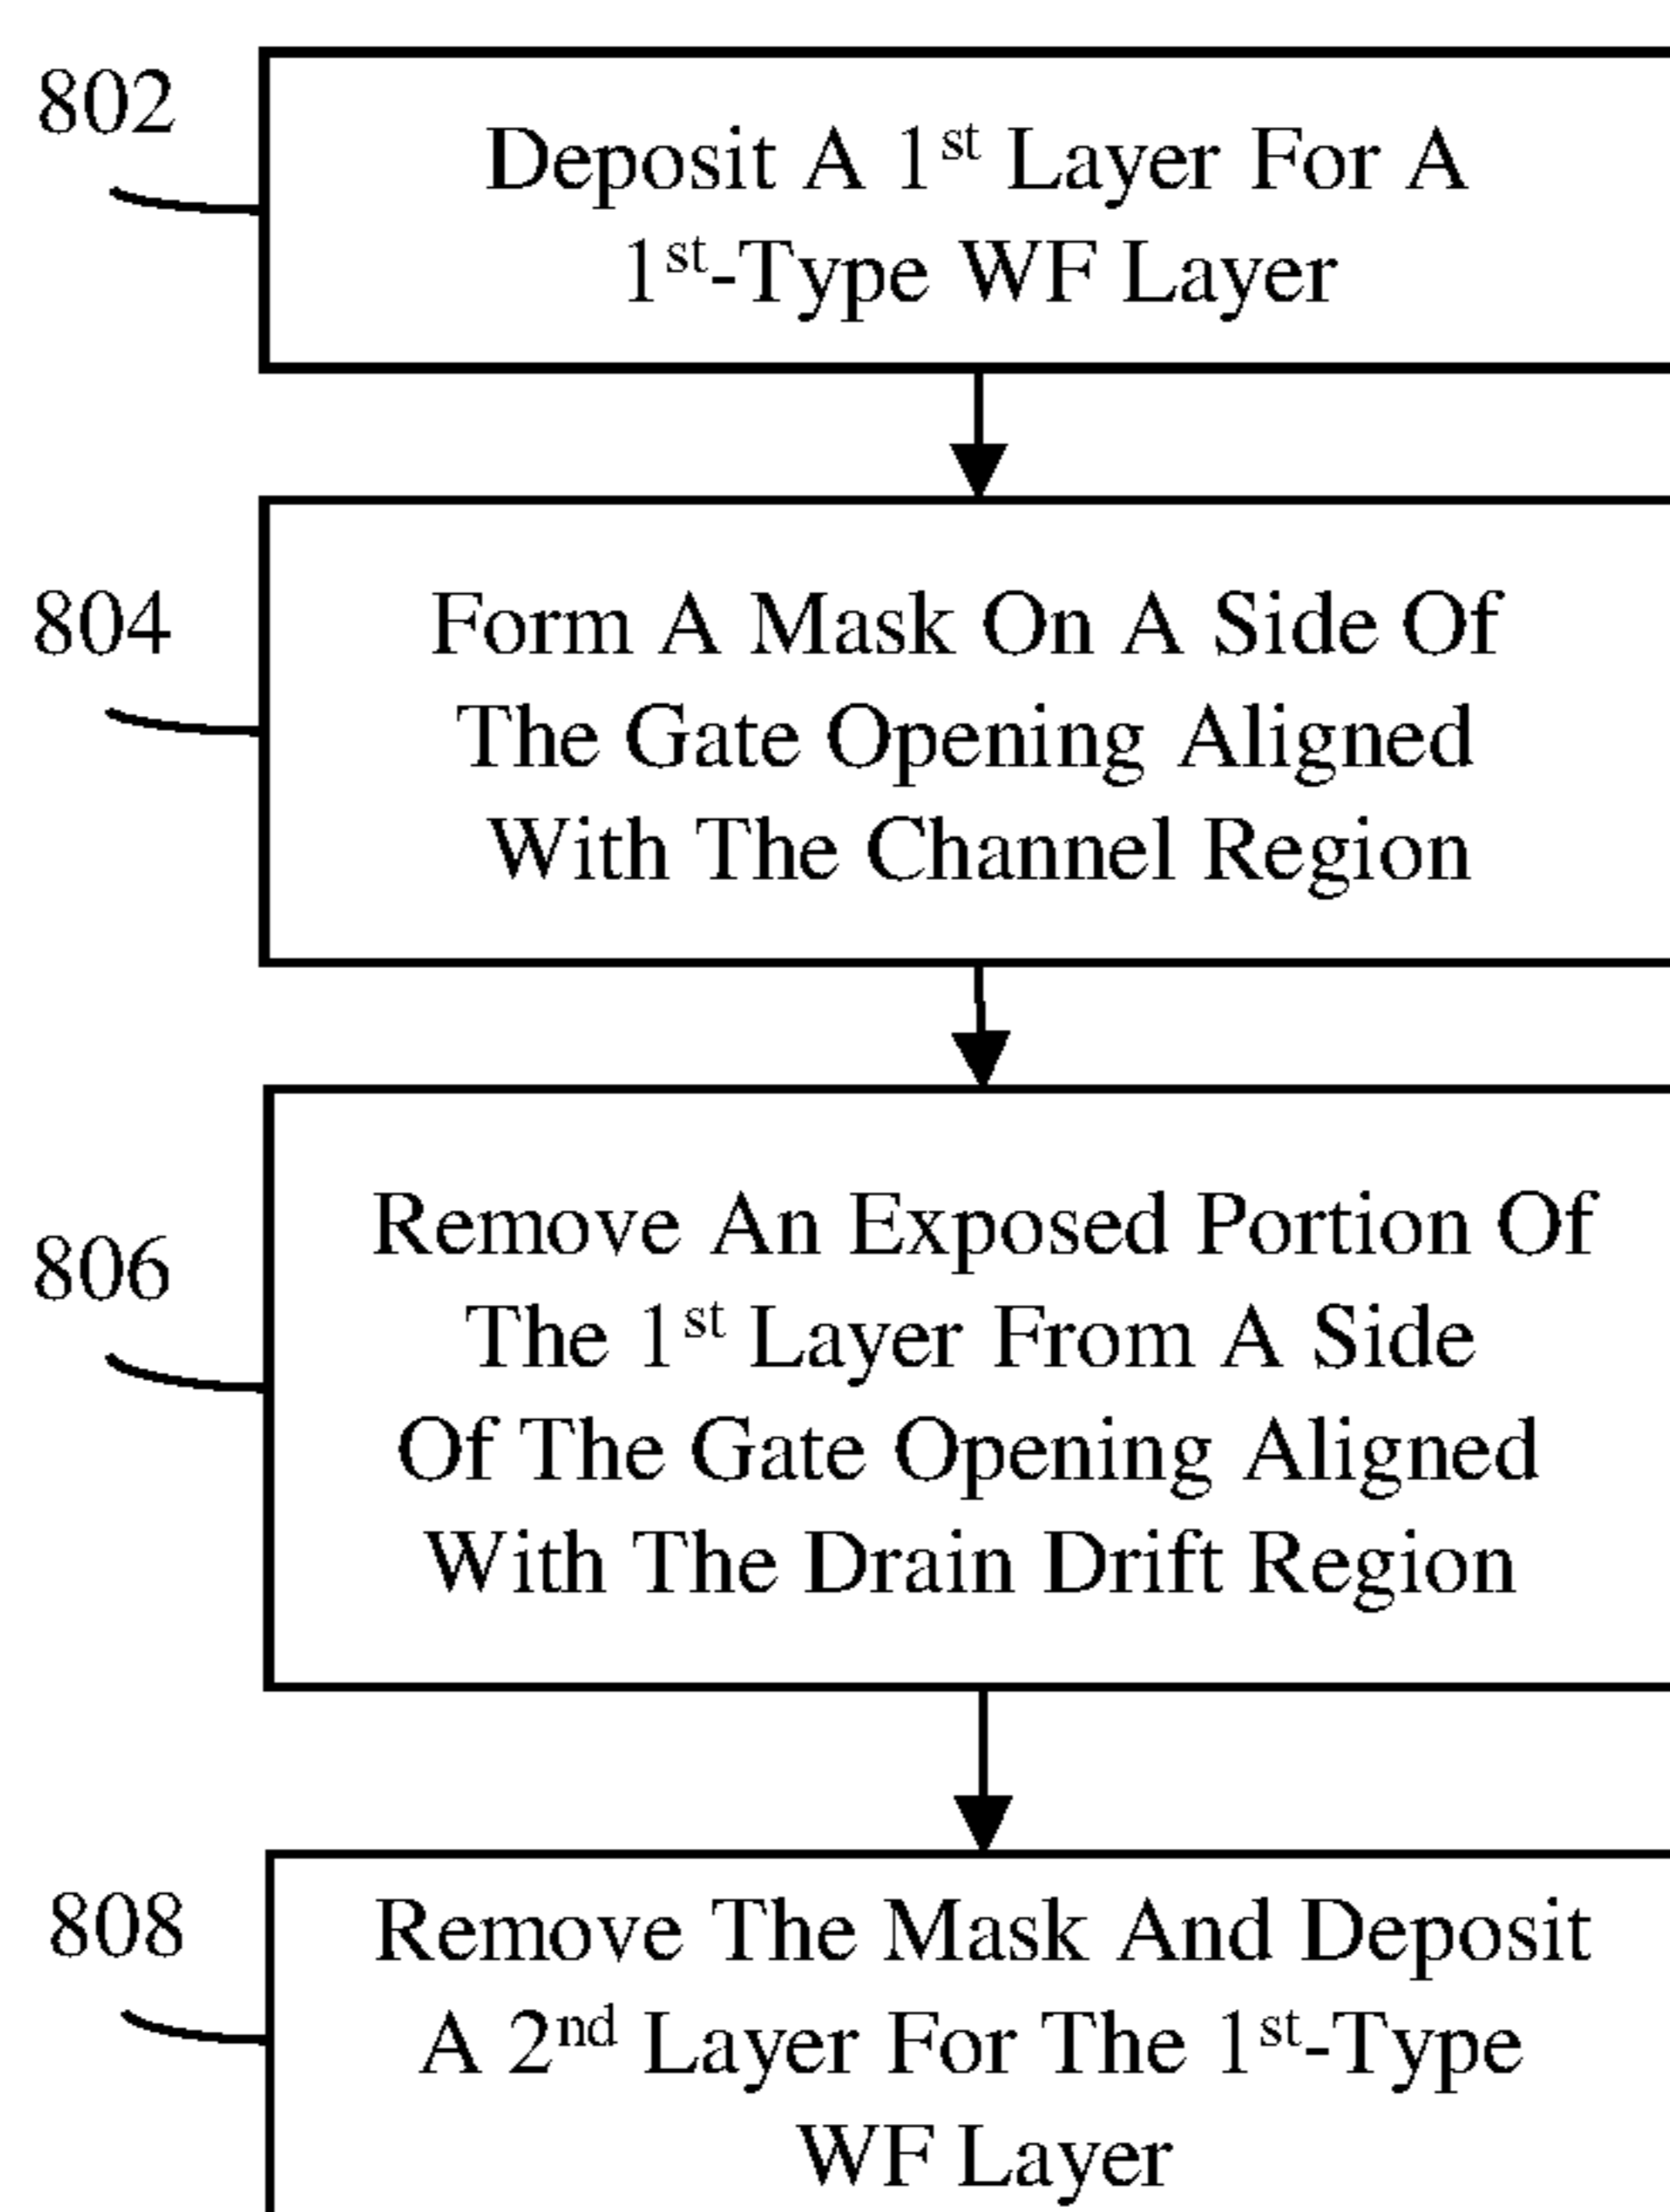 802
Deposit A 1st Layer For A
1st-Type WF Layer
804
Form A Mask On A Side Of
The Gate Opening Aligned
With The Channel Region
806
Remove An Exposed Portion Of
The 1st Layer From A Side
Of The Gate Opening Aligned
With The Drain Drift Region
808
Remove The Mask And Deposit
A 2nd Layer For The 1st-Type
WF Layer